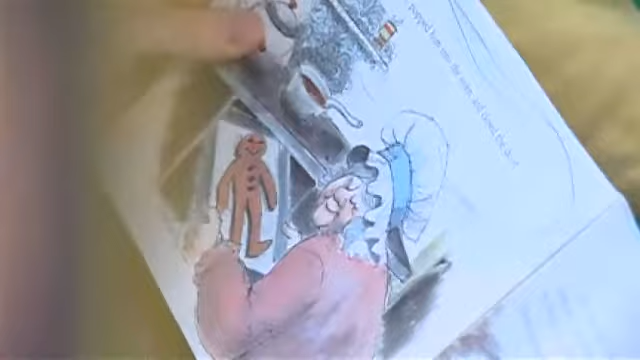 popped him into the oven, and closed the door.